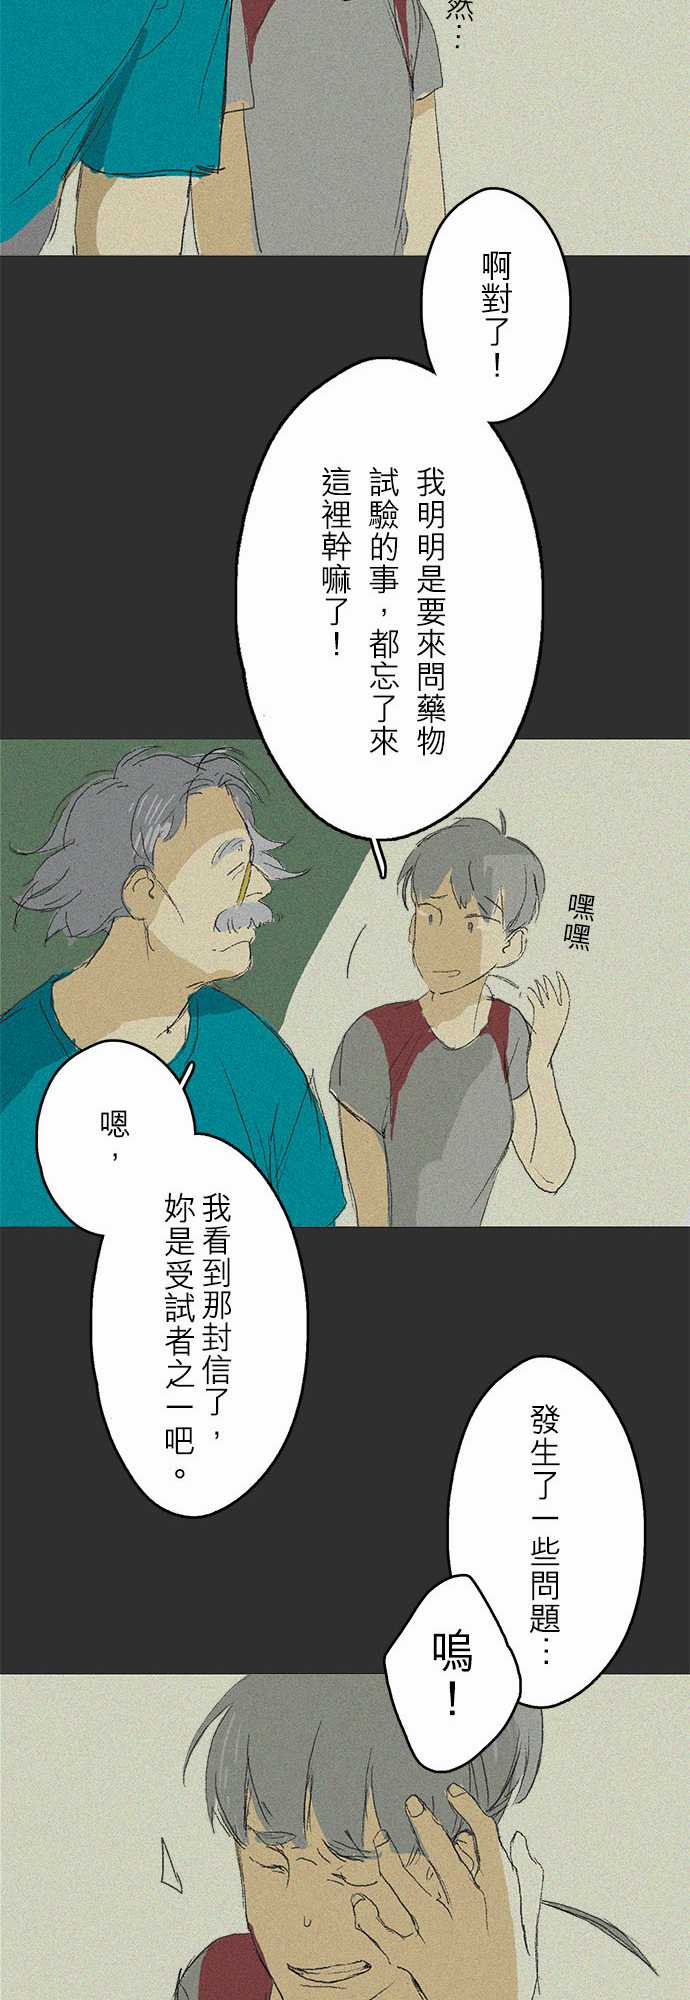 然…
啊對了！
我明明是要來問藥物
試驗的事，都忘了來
這裡幹嘛了！
嘿嘿
嗯，
我看到那封信了，
妳是受試者之一吧。
發生了一些問題…
嗚！